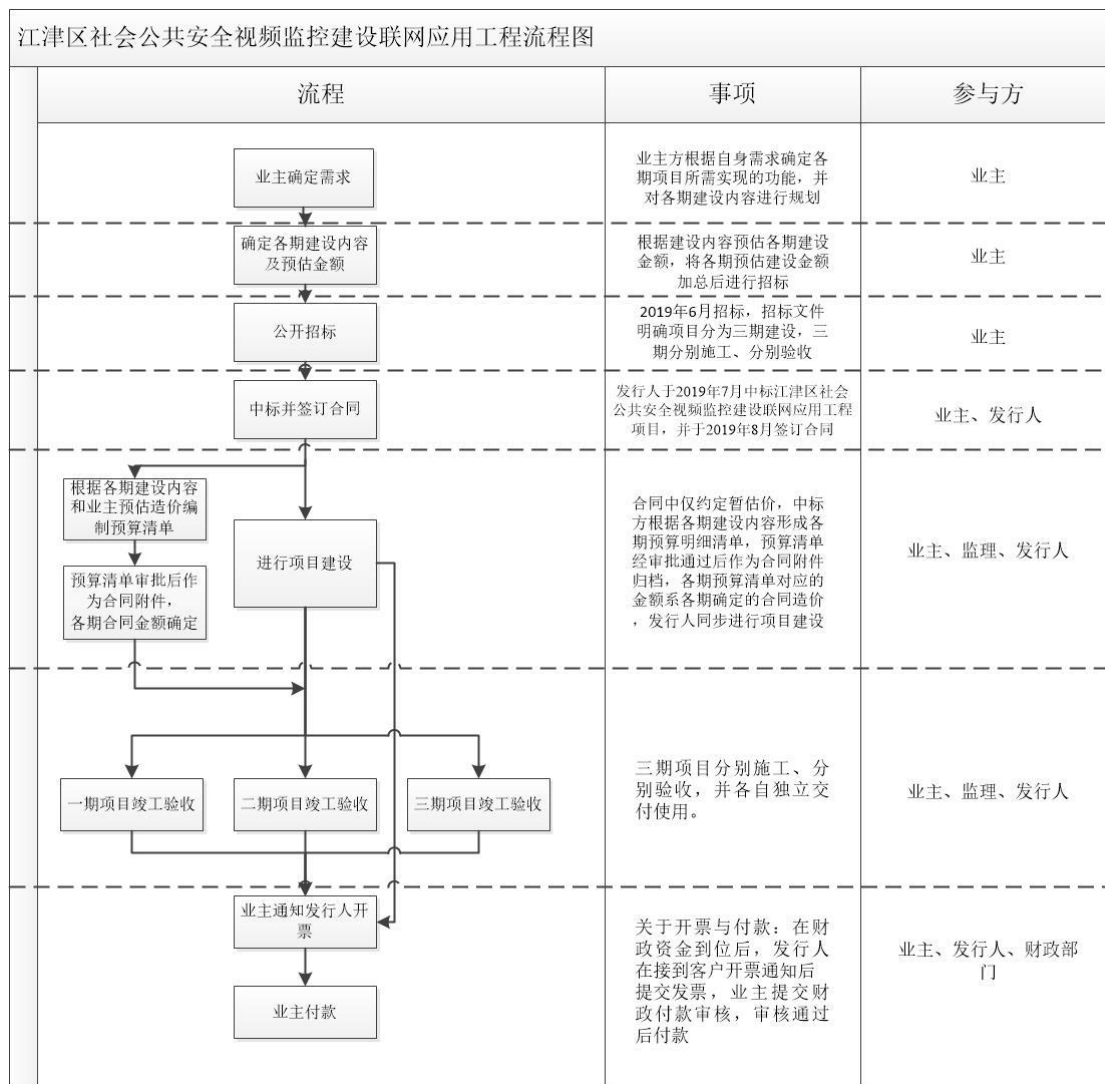 江津区社会公共安全视频监控建设联网应用工程流程图
流程
事项
参与方
业主确定需求
业主方根据自身需求确定各
期项目所需实现的功能，并
对各期建设内容进行规划
业主
确定各期建设内容
及预估金额
根据建设内容预估各期建设
金额，将各期预估建设金额
加总后进行招标
业主
公开招标
2019年6月招标，招标文件
明确项目分为三期建设，三
期分别施工、分别验收
业主
中标并签订合同
发行人于2019年7月中标江津区社会
公共安全视频监控建设联网应用工程
项目，并于2019年8月签订合同
业主、发行人
根据各期建设内容
和业主预估造价编
制预算清单
预算清单审批后作
为合同附件，
各期合同金额确定
进行项目建设
合同中仅约定暂估价，中标
方根据各期建设内容形成各
期预算明细清单，预算清单
经审批通过后作为合同附件
归档，各期预算清单对应的
金额系各期确定的合同造价
，发行人同步进行项目建设
业主、监理、发行人
一期项目竣工验收
二期项目竣工验收
三期项目竣工验收
三期项目分别施工、分
别验收，并各自独立交
付使用。
业主、监理、发行人
业主通知发行人开
票
业主付款
关于开票与付款：在财
政资金到位后，发行人
在接到客户开票通知后
提交发票，业主提交财
政付款审核，审核通过
后付款
业主、发行人、财政部
门